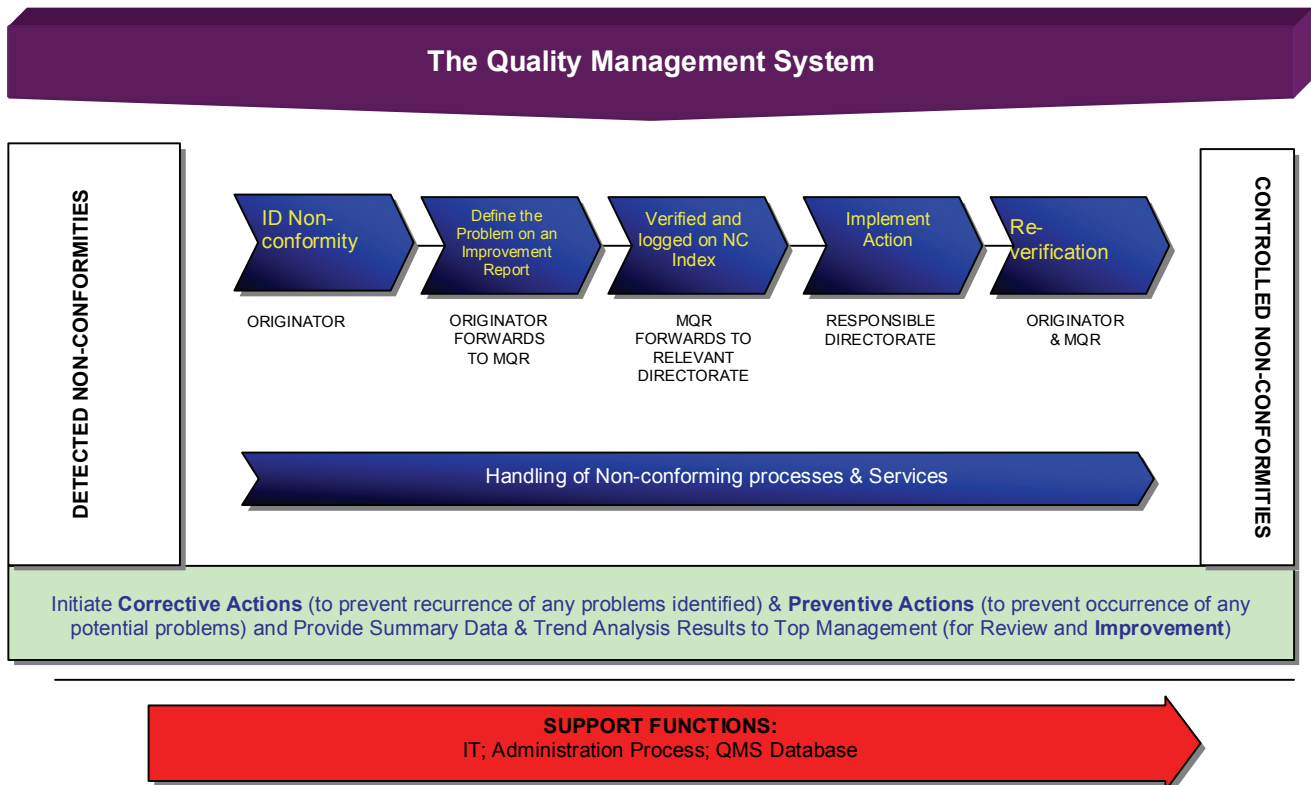 The Quality Management System
DETECTED NON-CONFORMITIES
ID Non-
conformity
ORIGINATOR
Define the
Problem on an
Improvement
Report
ORIGINATOR
FORWARDS
TO MQR
Verified and
logged on NC
Index
MQR
FORWARDS TO
RELEVANT
DIRECTORATE
Implement
Action
RESPONSIBLE
DIRECTORATE
Re-
verification
ORIGINATOR
& MQR
CONTROLLED NON-CONFORMITIES
Handling of Non-conforming processes & Services
Initiate Corrective Actions (to prevent recurrence of any problems identified) & Preventive Actions (to prevent occurrence of any
potential problems) and Provide Summary Data & Trend Analysis Results to Top Management (for Review and Improvement)
SUPPORT FUNCTIONS:
IT; Administration Process; QMS Database